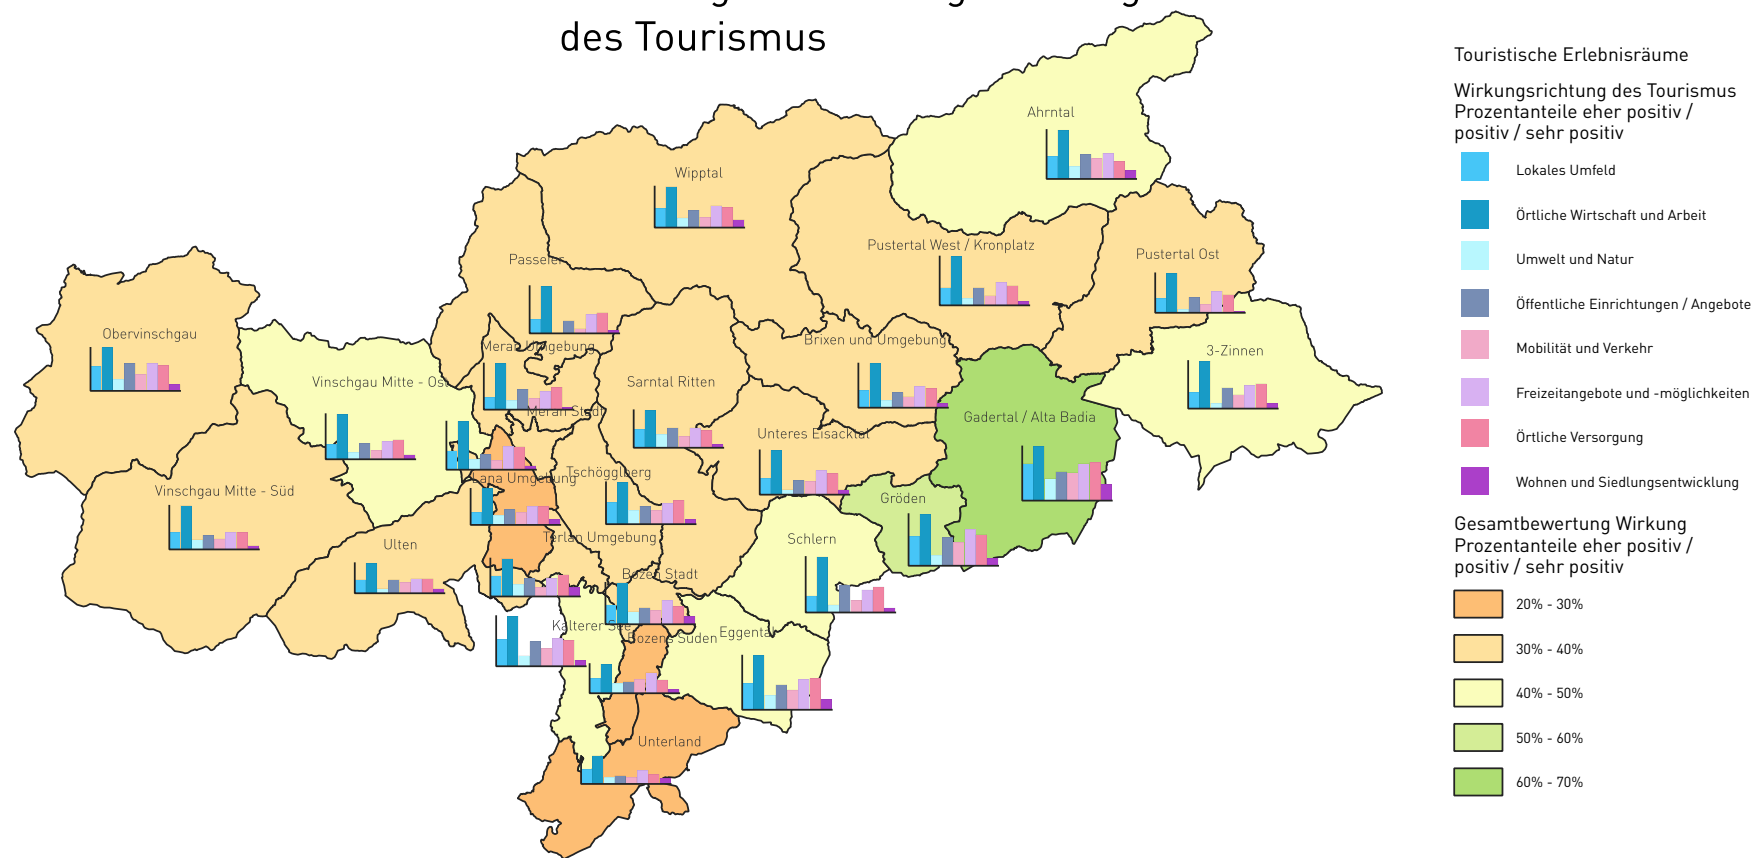 des Tourismus
Touristische Erlebnisräume
Wirkungsrichtung des Tourismus
Prozentanteile eher positiv /
positiv / sehr positiv
Lokales Umfeld
Örtliche Wirtschaft und Arbeit
Umwelt und Natur
Öffentliche Einrichtungen / Angebote
Mobilität und Verkehr
Freizeitangebote und -möglichkeiten
Örtliche Versorgung
Wohnen und Siedlungsentwicklung
Gesamtbewertung Wirkung
Prozentanteile eher positiv /
positiv / sehr positiv
20% - 30%
30% - 40%
40% - 50%
50% - 60%
60% - 70%
Ahrntal
Wipptal
Pustertal West / Kronplatz
Pustertal Ost
Passeier
Obervinschgau
Meran Umgebung
Brixen und Umgebung
3-Zinnen
Vinschgau Mitte - Ost
Sarntal Ritten
Meran Stadt
Gadertal / Alta Badia
Unteres Eisacktal
Tschögglberg
Lana Umgebung
Vinschgau Mitte - Süd
Gröden
Ulten
Terlan Umgebung
Schlern
Bozen Stadt
Kalterer See
Bozens Süden
Eggental
Unterland